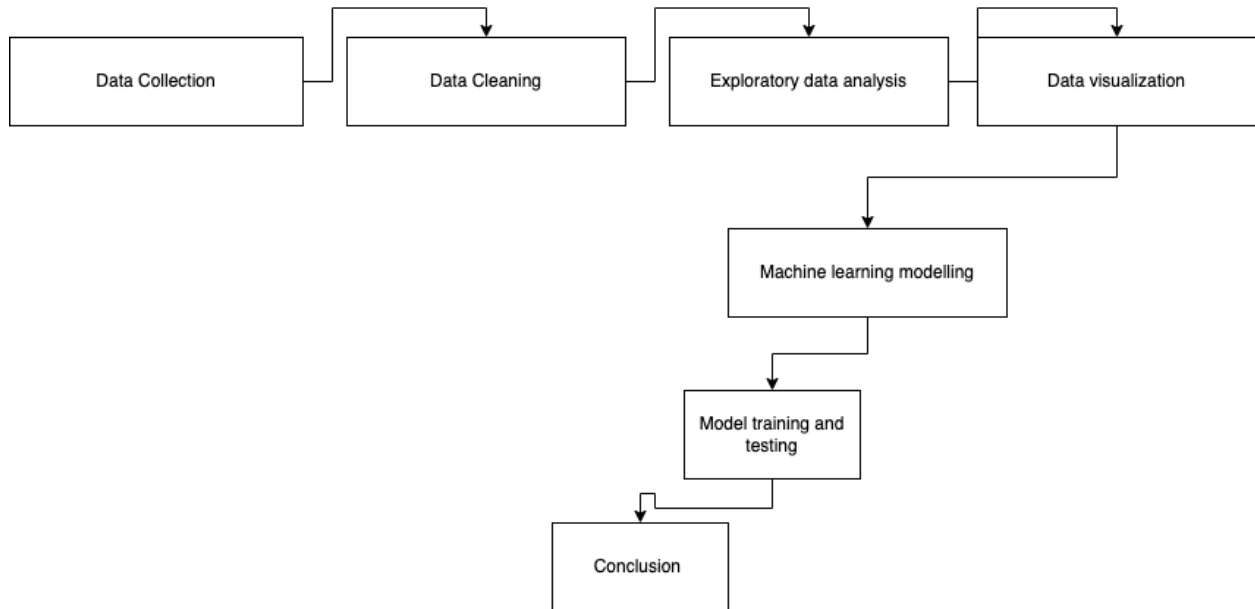 Data Collection
Data Cleaning
Exploratory data analysis
Data visualization
Machine learning modelling
Model training and
testing
Conclusion